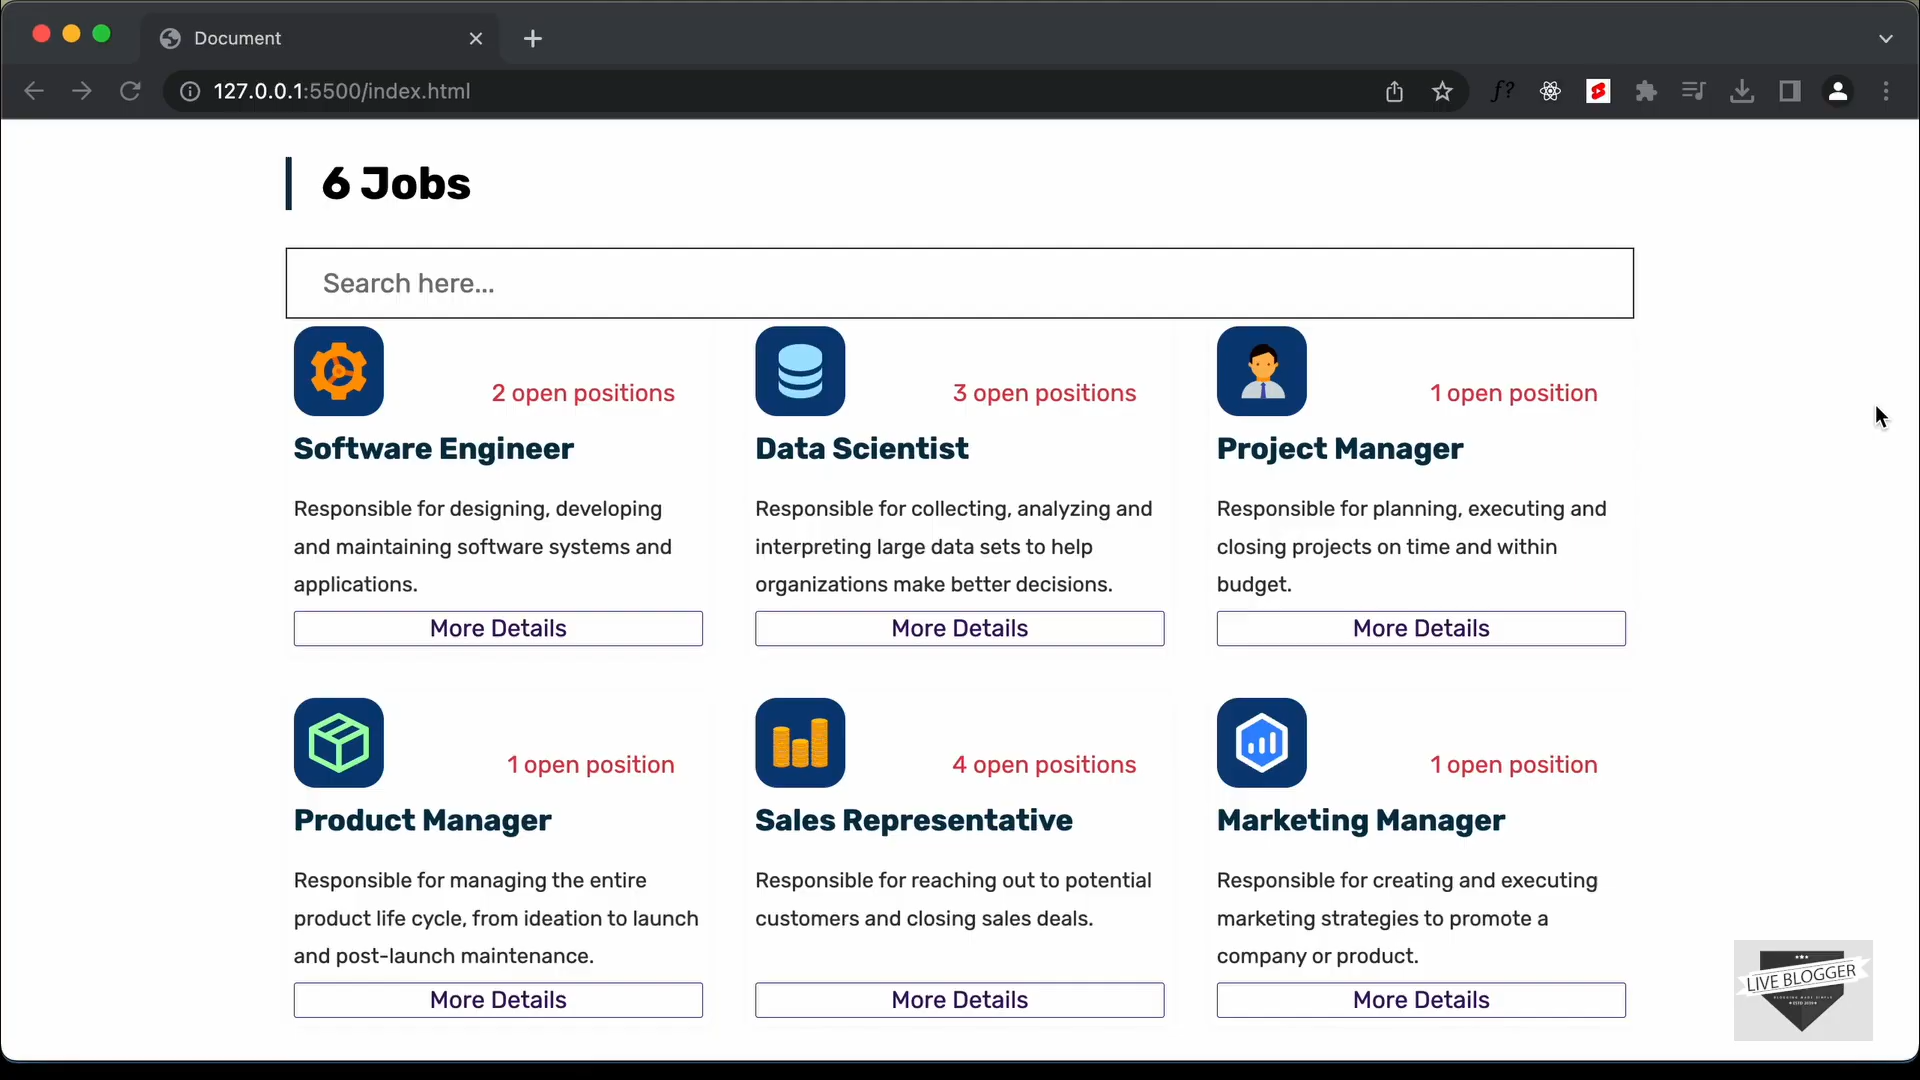 Document
127.0.0.1:5500/index.html
f?
6 Jobs
Search here...
2 open positions
Software Engineer
Responsible for designing, developing
and maintaining software systems and
applications.
More Details
3 open positions
Data Scientist
Responsible for collecting, analyzing and
interpreting large data sets to help
organizations make better decisions.
More Details
1 open position
Project Manager
Responsible for planning, executing and
closing projects on time and within
budget.
More Details
1 open position
Product Manager
Responsible for managing the entire
product life cycle, from ideation to launch
and post-launch maintenance.
More Details
4 open positions
Sales Representative
Responsible for reaching out to potential
customers and closing sales deals.
More Details
1 open position
Marketing Manager
Responsible for creating and executing
marketing strategies to promote a
company or product.
More Details
LIVE BLOGGER